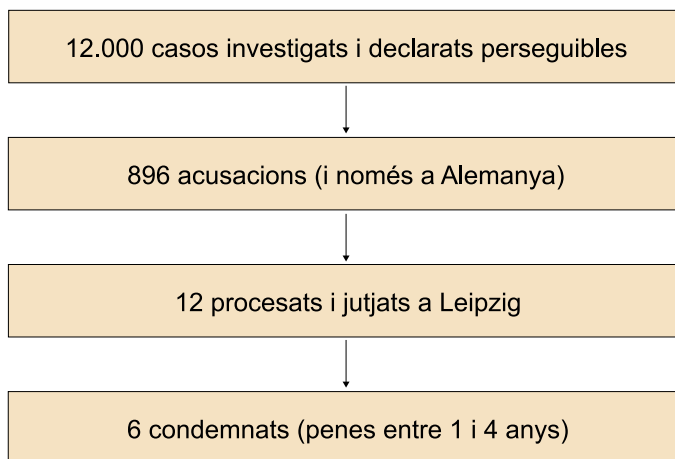 12.000 casos investigats i declarats perseguibles
896 acusacions (i només a Alemanya)
12 procesats i jutjats a Leipzig
6 condemnats (penes entre 1 i 4 anys)